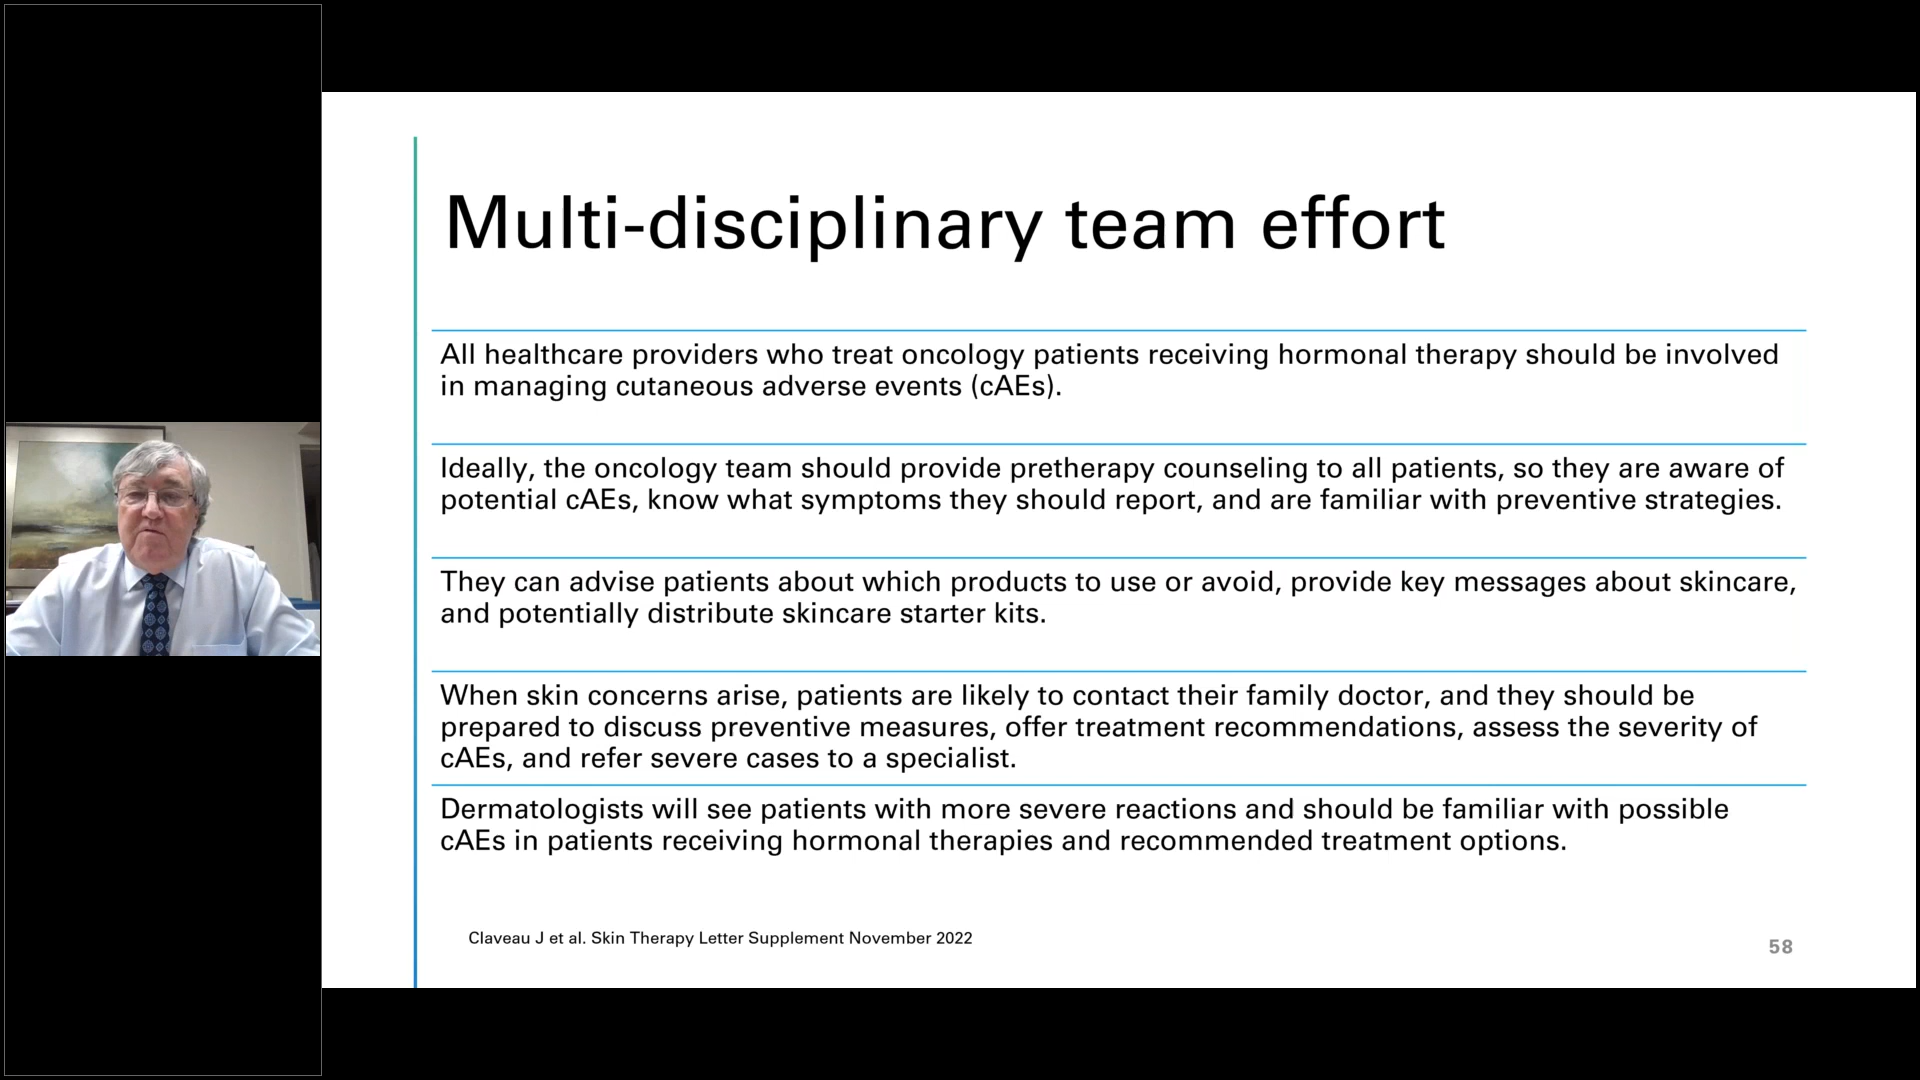 Multi-disciplinary team effort
All healthcare providers who treat oncology patients receiving hormonal therapy should be involved
in managing cutaneous adverse events (cAEs).
Ideally, the oncology team should provide pretherapy counseling to all patients, so they are aware of
potential cAEs, know what symptoms they should report, and are familiar with preventive strategies.
They can advise patients about which products to use or avoid, provide key messages about skincare,
and potentially distribute skincare starter kits.
When skin concerns arise, patients are likely to contact their family doctor, and they should be
prepared to discuss preventive measures, offer treatment recommendations, assess the severity of
cAEs, and refer severe cases to a specialist.
Dermatologists will see patients with more severe reactions and should be familiar with possible
cAEs in patients receiving hormonal therapies and recommended treatment options.
Claveau J et al. Skin Therapy Letter Supplement November 2022
58